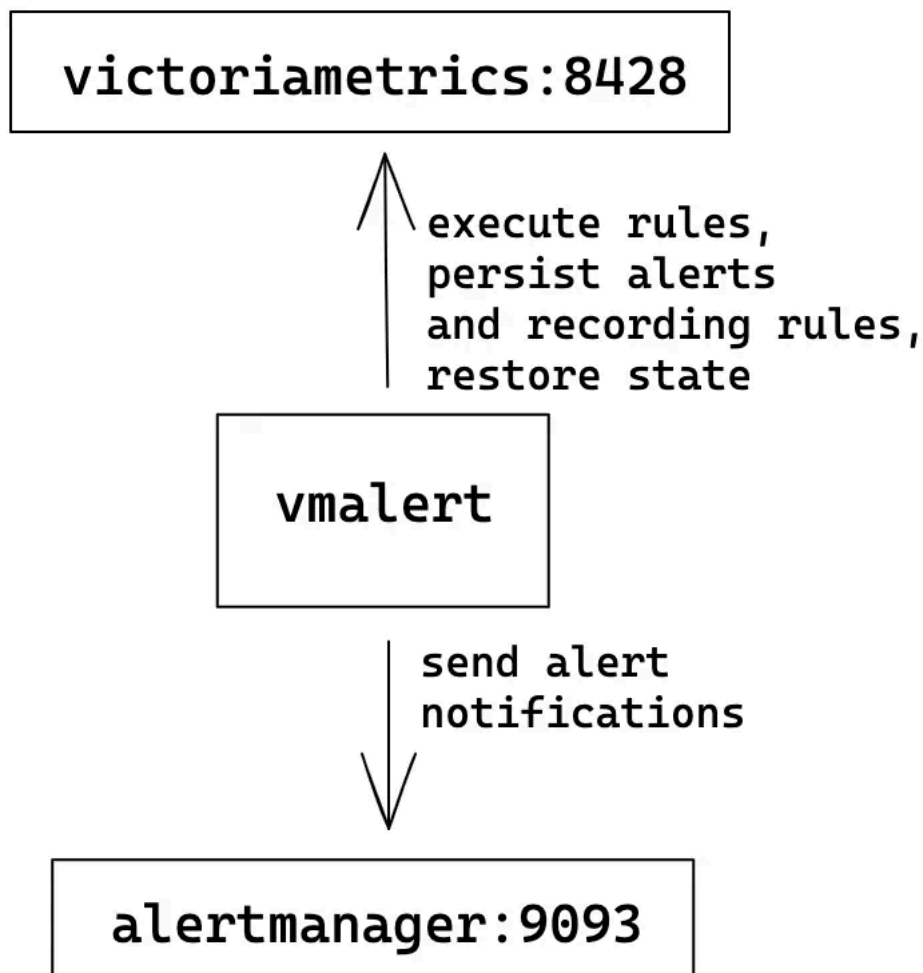 victoriametrics:8428
execute rules,
persist alerts
and recording rules,
restore state
vmalert
send alert
notifications
alertmanager:9093